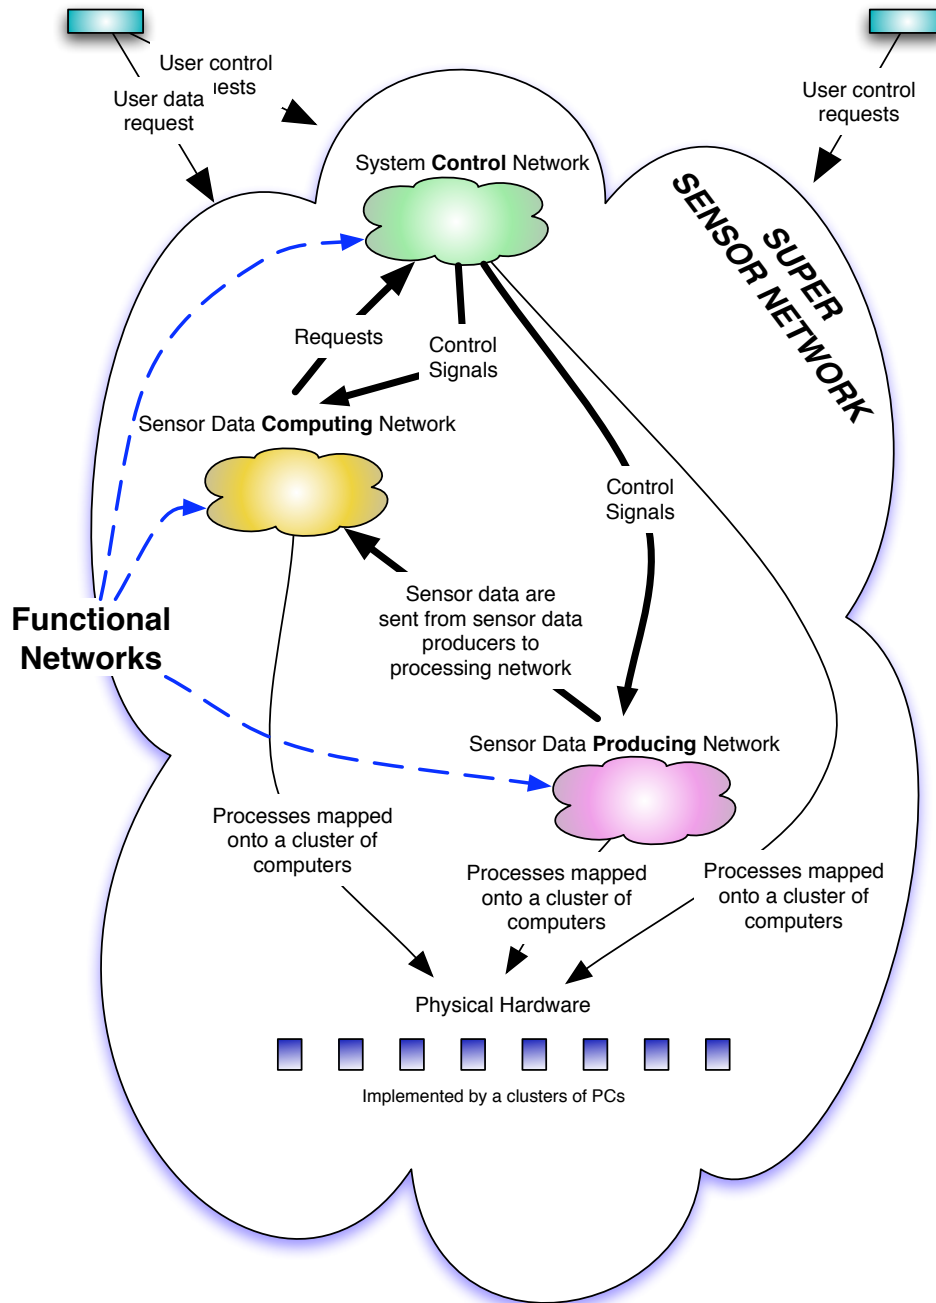 User control
ests
User data
request
User control
requests
System Control Network
SUPER
SENSOR NETWORK
Requests
Control
Signals
Sensor Data Computing Network
Control
Signals
Sensor data are
sent from sensor data
producers to
processing network
Functional
Networks
Sensor Data Producing Network
Processes mapped
onto a cluster of
computers
Processes mapped
onto a cluster of
computers
Processes mapped
onto a cluster of
computers
Physical Hardware
Implemented by a clusters of PCs